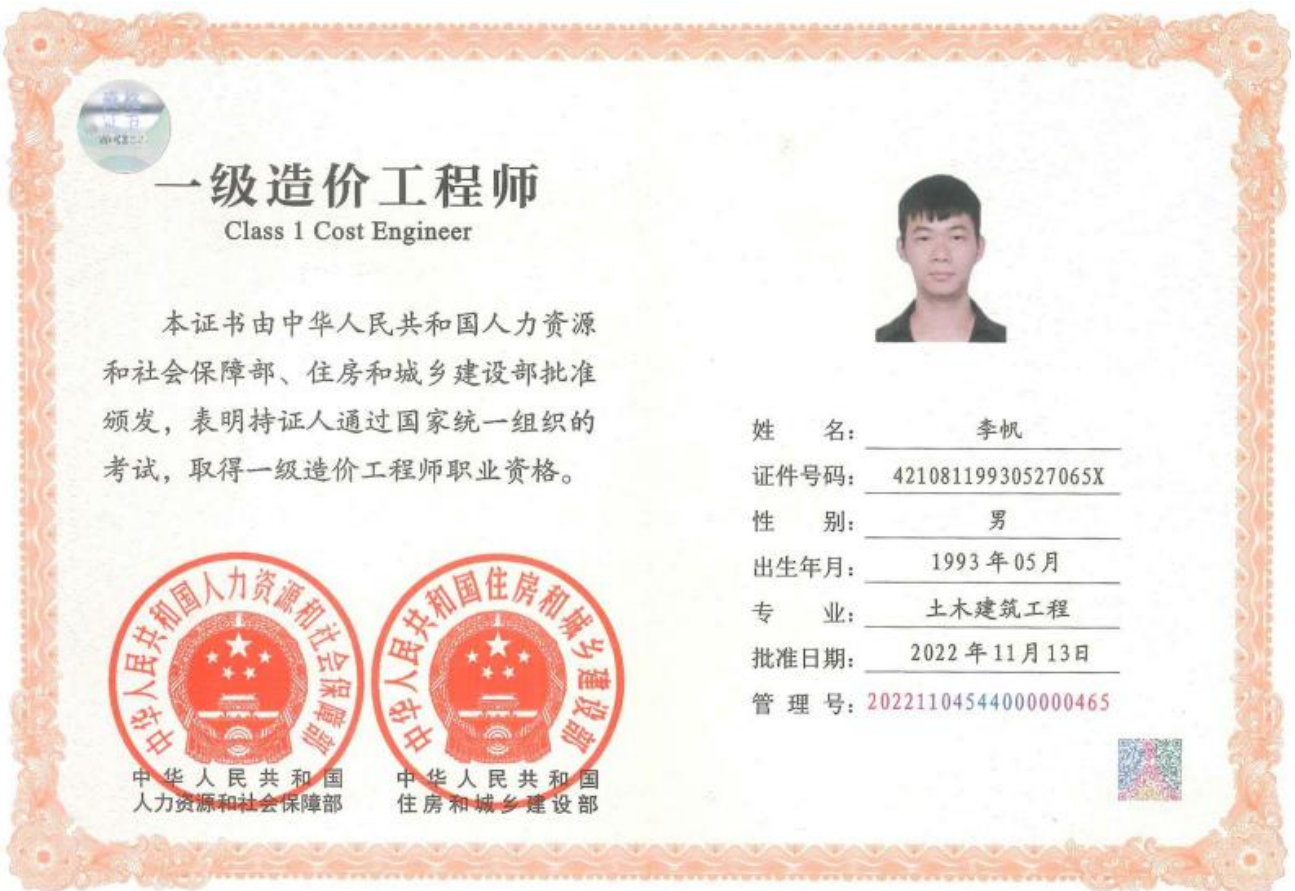 一级造价工程师
Class 1 Cost Engineer
本证书由中华人民共和国人力资源
和社会保障部、住房和城乡建设部批准
颁发，表明持证人通过国家统一组织的
考试，取得一级造价工程师职业资格。
中华人民共和国人力资源和社会保障部
中华人民共和国
人力资源和社会保障部
中华人民共和国住房和城乡建设部
中华人民共和国
住房和城乡建设部
姓 名： 李帆
证件号码： 42108119930527065X
性 别： 男
出生年月： 1993年05月
专 业： 土木建筑工程
批准日期： 2022年11月13日
管 理 号：20221104544000000465